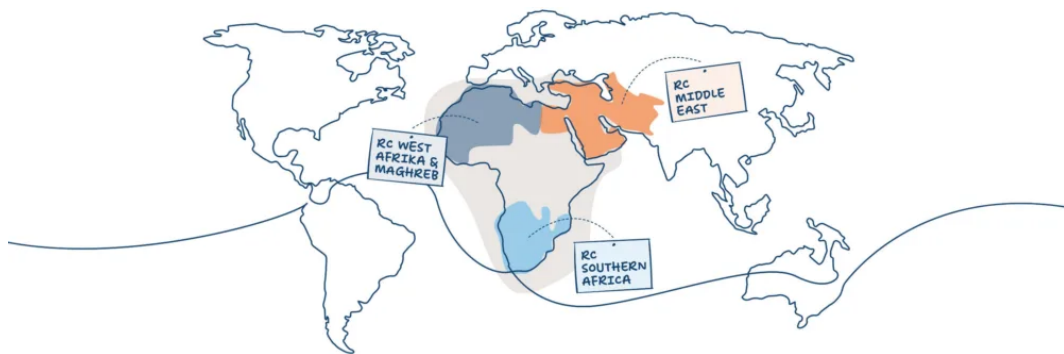 RC WEST
AFRIKA &
MAGHREB
RC
MIDDLE
EAST
RC
SOUTHERN
AFRICA